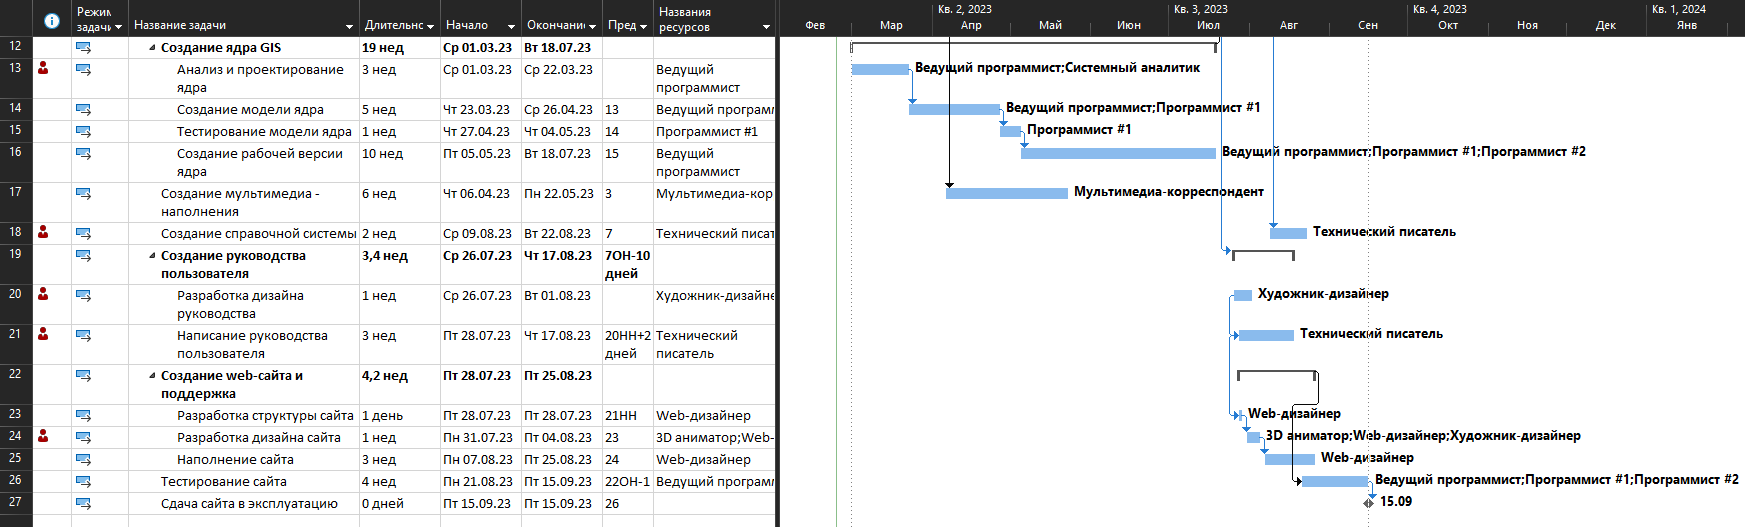 Режим задачи Название задачи Длительнс Начало Окончание Пред Названия ресурсов
Кв. 2, 2023 Кв. 3, 2023 Кв. 4, 2023 Кв. 1, 2024
Фев Мар Апр Май Июн Июл Авг Сен Окт Ноя Дек Янв
12 Создание ядра GIS 19 нед Ср 01.03.23 Вт 18.07.23
13 Анализ и проектирование ядра 3 нед Ср 01.03.23 Ср 22.03.23 Ведущий программист
Ведущий программист;Системный аналитик
14 Создание модели ядра 5 нед Чт 23.03.23 Ср 26.04.23 13 Ведущий программ
Ведущий программист;Программист #1
15 Тестирование модели ядра 1 нед Чт 27.04.23 Чт 04.05.23 14 Программист #1
Программист #1
16 Создание рабочей версии ядра 10 нед Пт 05.05.23 Вт 18.07.23 15 Ведущий программист
Ведущий программист;Программист #1;Программист #2
17 Создание мультимедиа - наполнения 6 нед Чт 06.04.23 Пн 22.05.23 3 Мультимедиа-кор
Мультимедиа-корреспондент
18 Создание справочной системы 2 нед Ср 09.08.23 Вт 22.08.23 7 Технический писат
Технический писатель
19 Создание руководства пользователя 3,4 нед Ср 26.07.23 Чт 17.08.23 7ОН-10 дней
20 Разработка дизайна руководства 1 нед Ср 26.07.23 Вт 01.08.23 Художник-дизайне
Художник-дизайнер
21 Написание руководства пользователя 3 нед Пт 28.07.23 Чт 17.08.23 20НН+2 дней Технический писатель
Технический писатель
22 Создание web-сайта и поддержка 4,2 нед Пт 28.07.23 Пт 25.08.23
23 Разработка структуры сайта 1 день Пт 28.07.23 Пт 28.07.23 21НН Web-дизайнер
Web-дизайнер
24 Разработка дизайна сайта 1 нед Пн 31.07.23 Пт 04.08.23 23 3D аниматор;Web-
3D аниматор;Web-дизайнер;Художник-дизайнер
25 Наполнение сайта 3 нед Пн 07.08.23 Пт 25.08.23 24 Web-дизайнер
Web-дизайнер
26 Тестирование сайта 4 нед Пн 21.08.23 Пт 15.09.23 22ОН-1 Ведущий программ
Ведущий программист;Программист #1;Программист #2
27 Сдача сайта в эксплуатацию 0 дней Пт 15.09.23 Пт 15.09.23 26
15.09